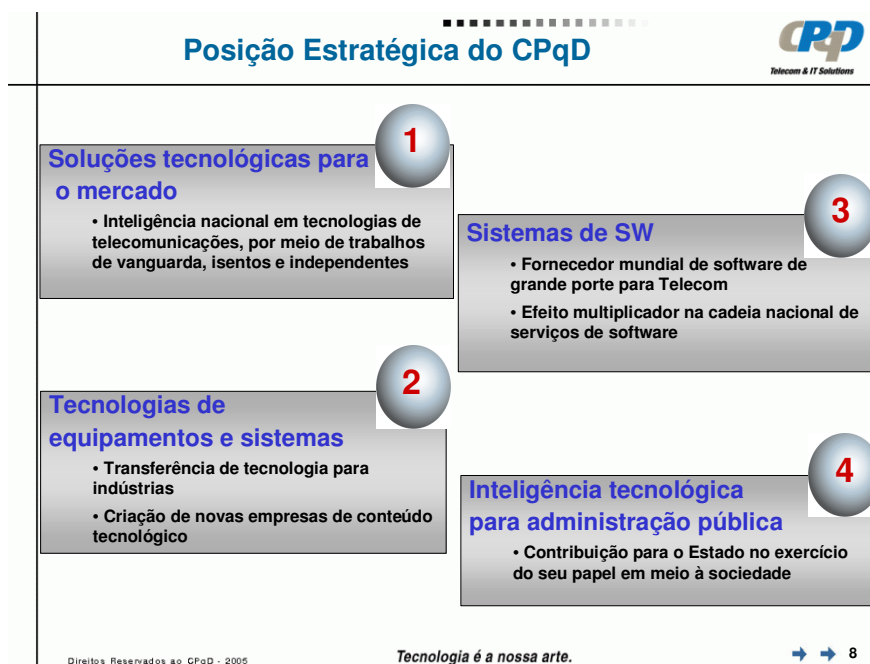 Posição Estratégica do CPqD
CPqD
Telecom & IT Solutions
1
Soluções tecnológicas para
o mercado
• Inteligência nacional em tecnologias de
telecomunicações, por meio de trabalhos
de vanguarda, isentos e independentes
2
Tecnologias de
equipamentos e sistemas
• Transferência de tecnologia para
indústrias
• Criação de novas empresas de conteúdo
tecnológico
3
Sistemas de SW
• Fornecedor mundial de software de
grande porte para Telecom
• Efeito multiplicador na cadeia nacional de
serviços de software
4
Inteligência tecnológica
para administração pública
• Contribuição para o Estado no exercício
do seu papel em meio à sociedade
Direitos Reservados ao CPqD - 2005
Tecnologia é a nossa arte.
8